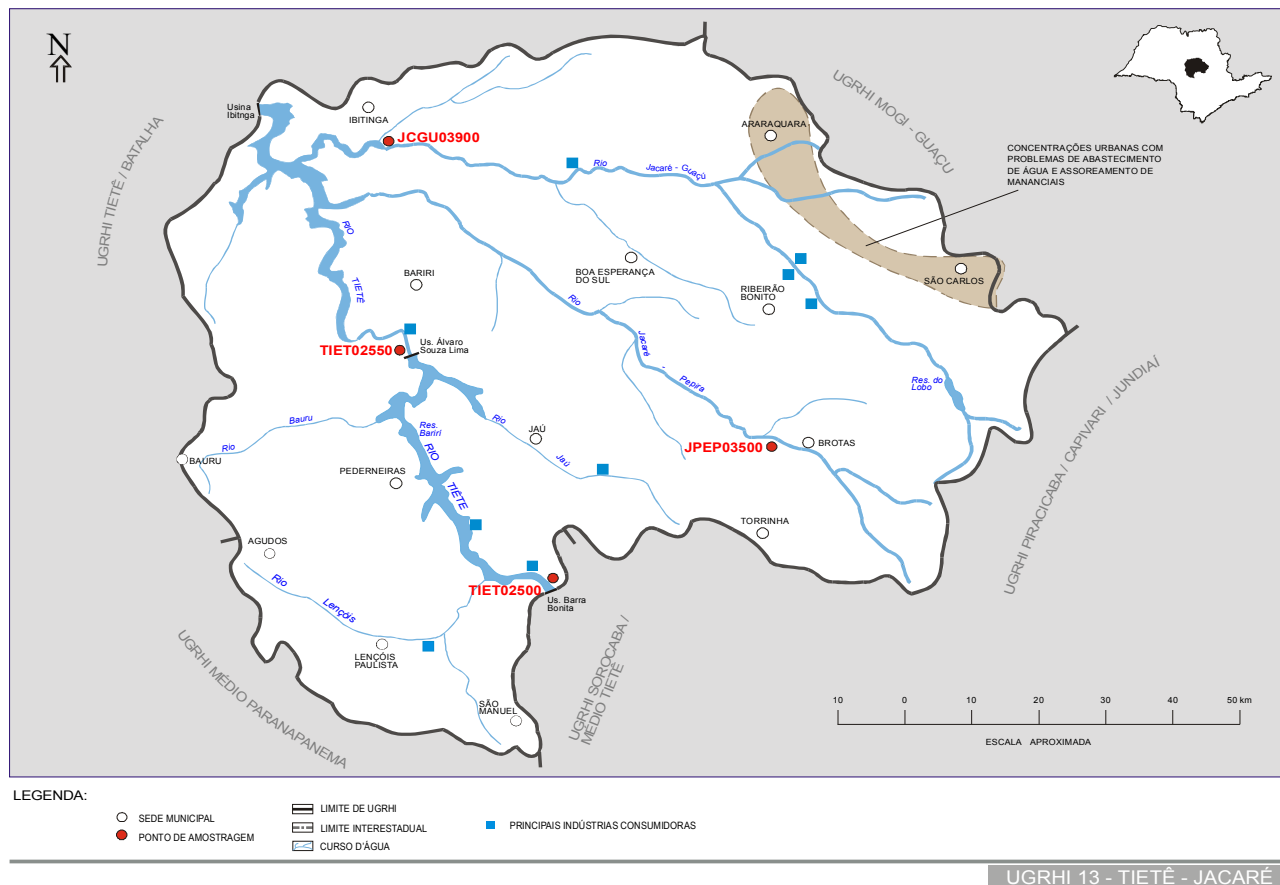 N
UGRHI MOGI - GUAÇU
Usina
Ibitnga
IBITINGA
JCGU03900
ARARAQUARA
CONCENTRAÇÕES URBANAS COM
PROBLEMAS DE ABASTECIMENTO
DE ÁGUA E ASSOREAMENTO DE
MANANCIAIS
UGRHI TIETÊ / BATALHA
Rio
Jacaré - Guaçú
RIO
TIETÊ
BARIRI
BOA ESPERANÇA
DO SUL
RIBEIRÃO
BONITO
SÃO CARLOS
Rio
Jacaré
Pepira
TIET02550
Us. Álvaro
Souza Lima
Res. do
Lobo
Rio
Bauru
BAURU
Res.
Bariri
RIO
TIÊTE
Rio
Jaú
JAÚ
JPEP03500
BROTAS
PEDERNEIRAS
TORRINHA
AGUDOS
UGRHI PIRACICABA / CAPIVARI / JUNDIAÍ
Rio
Lençóis
TIET02500
Us. Barra
Bonita
LENÇÓIS
PAULISTA
SÃO
MANUEL
UGRHI MÉDIO PARANAPANEMA
UGRHI SOROCABA /
MÉDIO TIETÊ
10 0 10 20 30 40 50 km
ESCALA APROXIMADA
LEGENDA:
SEDE MUNICIPAL
PONTO DE AMOSTRAGEM
LIMITE DE UGRHI
LIMITE INTERESTADUAL
CURSO D'ÁGUA
PRINCIPAIS INDÚSTRIAS CONSUMIDORAS
UGRHI 13 - TIETÊ - JACARÉ